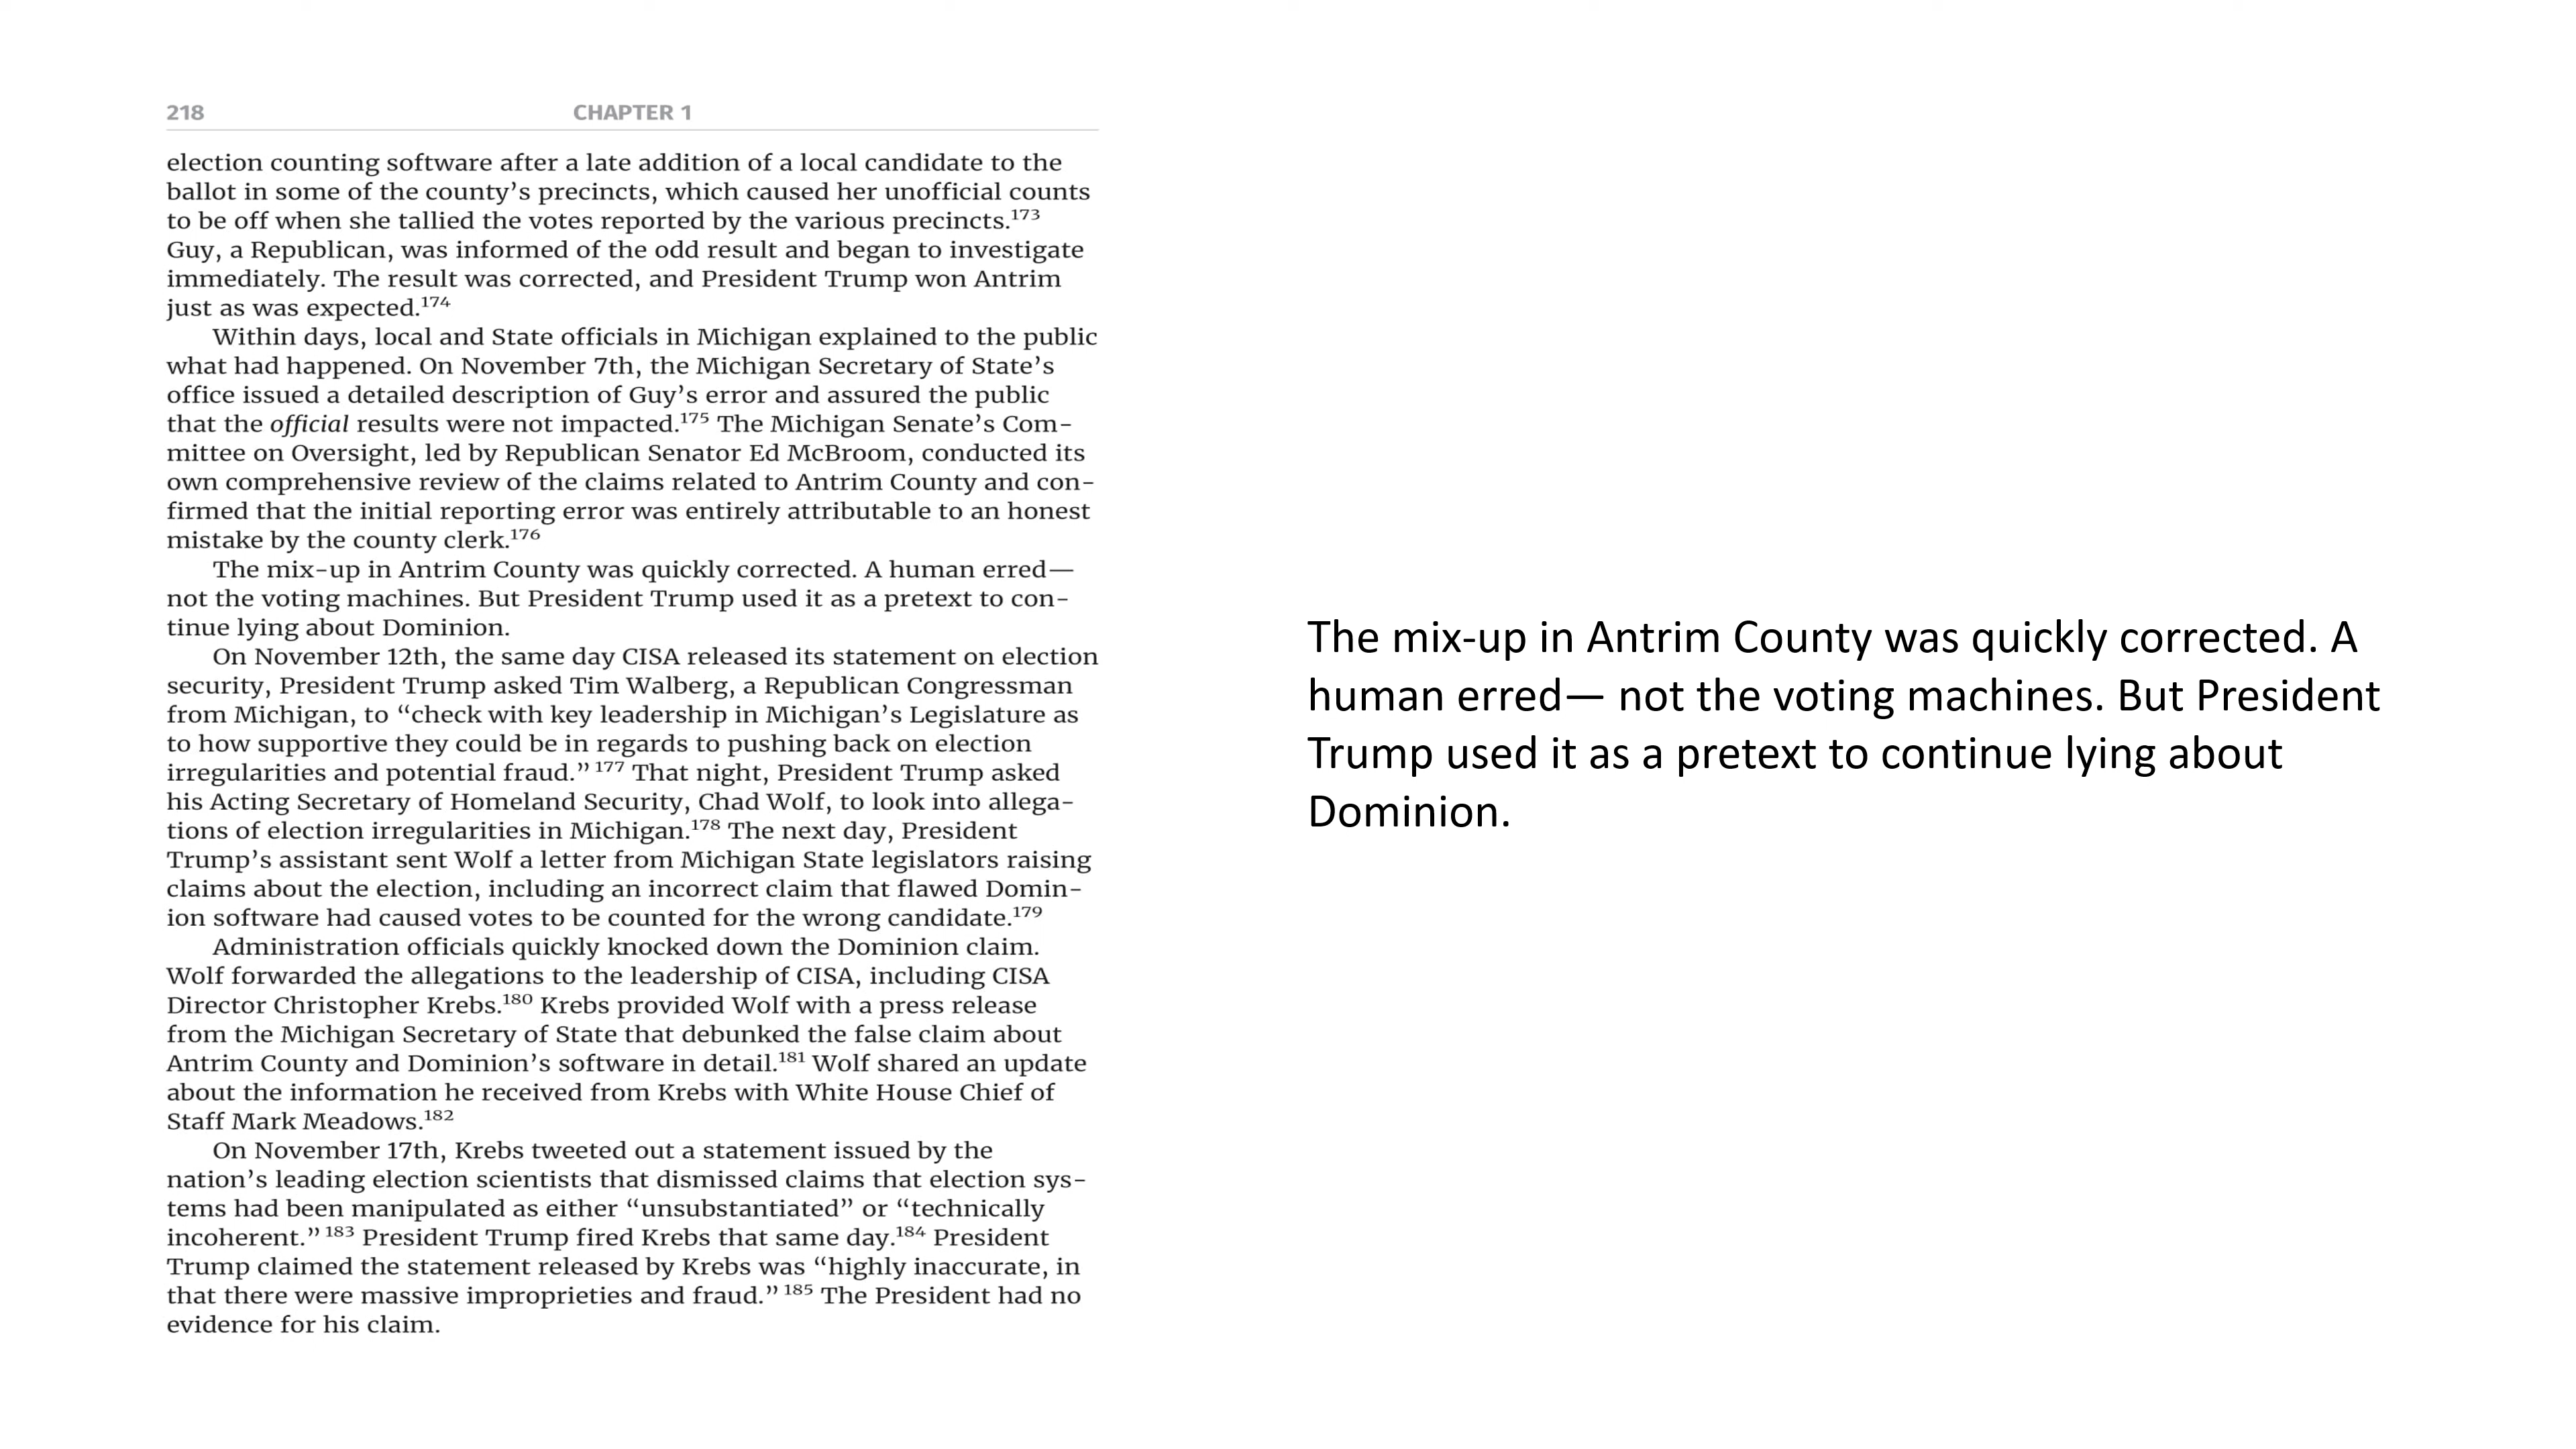 218 CHAPTER 1
election counting software after a late addition of a local candidate to the
ballot in some of the county’s precincts, which caused her unofficial counts
to be off when she tallied the votes reported by the various precincts.173
Guy, a Republican, was informed of the odd result and began to investigate
immediately. The result was corrected, and President Trump won Antrim
just as was expected.174
Within days, local and State officials in Michigan explained to the public
what had happened. On November 7th, the Michigan Secretary of State’s
office issued a detailed description of Guy’s error and assured the public
that the official results were not impacted.175 The Michigan Senate’s Com-
mittee on Oversight, led by Republican Senator Ed McBroom, conducted its
own comprehensive review of the claims related to Antrim County and con-
firmed that the initial reporting error was entirely attributable to an honest
mistake by the county clerk.176
The mix-up in Antrim County was quickly corrected. A human erred—
not the voting machines. But President Trump used it as a pretext to con-
tinue lying about Dominion.
On November 12th, the same day CISA released its statement on election
security, President Trump asked Tim Walberg, a Republican Congressman
from Michigan, to “check with key leadership in Michigan’s Legislature as
to how supportive they could be in regards to pushing back on election
irregularities and potential fraud.” 177 That night, President Trump asked
his Acting Secretary of Homeland Security, Chad Wolf, to look into allega-
tions of election irregularities in Michigan.178 The next day, President
Trump’s assistant sent Wolf a letter from Michigan State legislators raising
claims about the election, including an incorrect claim that flawed Domin-
ion software had caused votes to be counted for the wrong candidate.179
Administration officials quickly knocked down the Dominion claim.
Wolf forwarded the allegations to the leadership of CISA, including CISA
Director Christopher Krebs.180 Krebs provided Wolf with a press release
from the Michigan Secretary of State that debunked the false claim about
Antrim County and Dominion’s software in detail.181 Wolf shared an update
about the information he received from Krebs with White House Chief of
Staff Mark Meadows.182
On November 17th, Krebs tweeted out a statement issued by the
nation’s leading election scientists that dismissed claims that election sys-
tems had been manipulated as either “unsubstantiated” or “technically
incoherent.” 183 President Trump fired Krebs that same day.184 President
Trump claimed the statement released by Krebs was “highly inaccurate, in
that there were massive improprieties and fraud.” 185 The President had no
evidence for his claim.
The mix-up in Antrim County was quickly corrected. A
human erred— not the voting machines. But President
Trump used it as a pretext to continue lying about
Dominion.